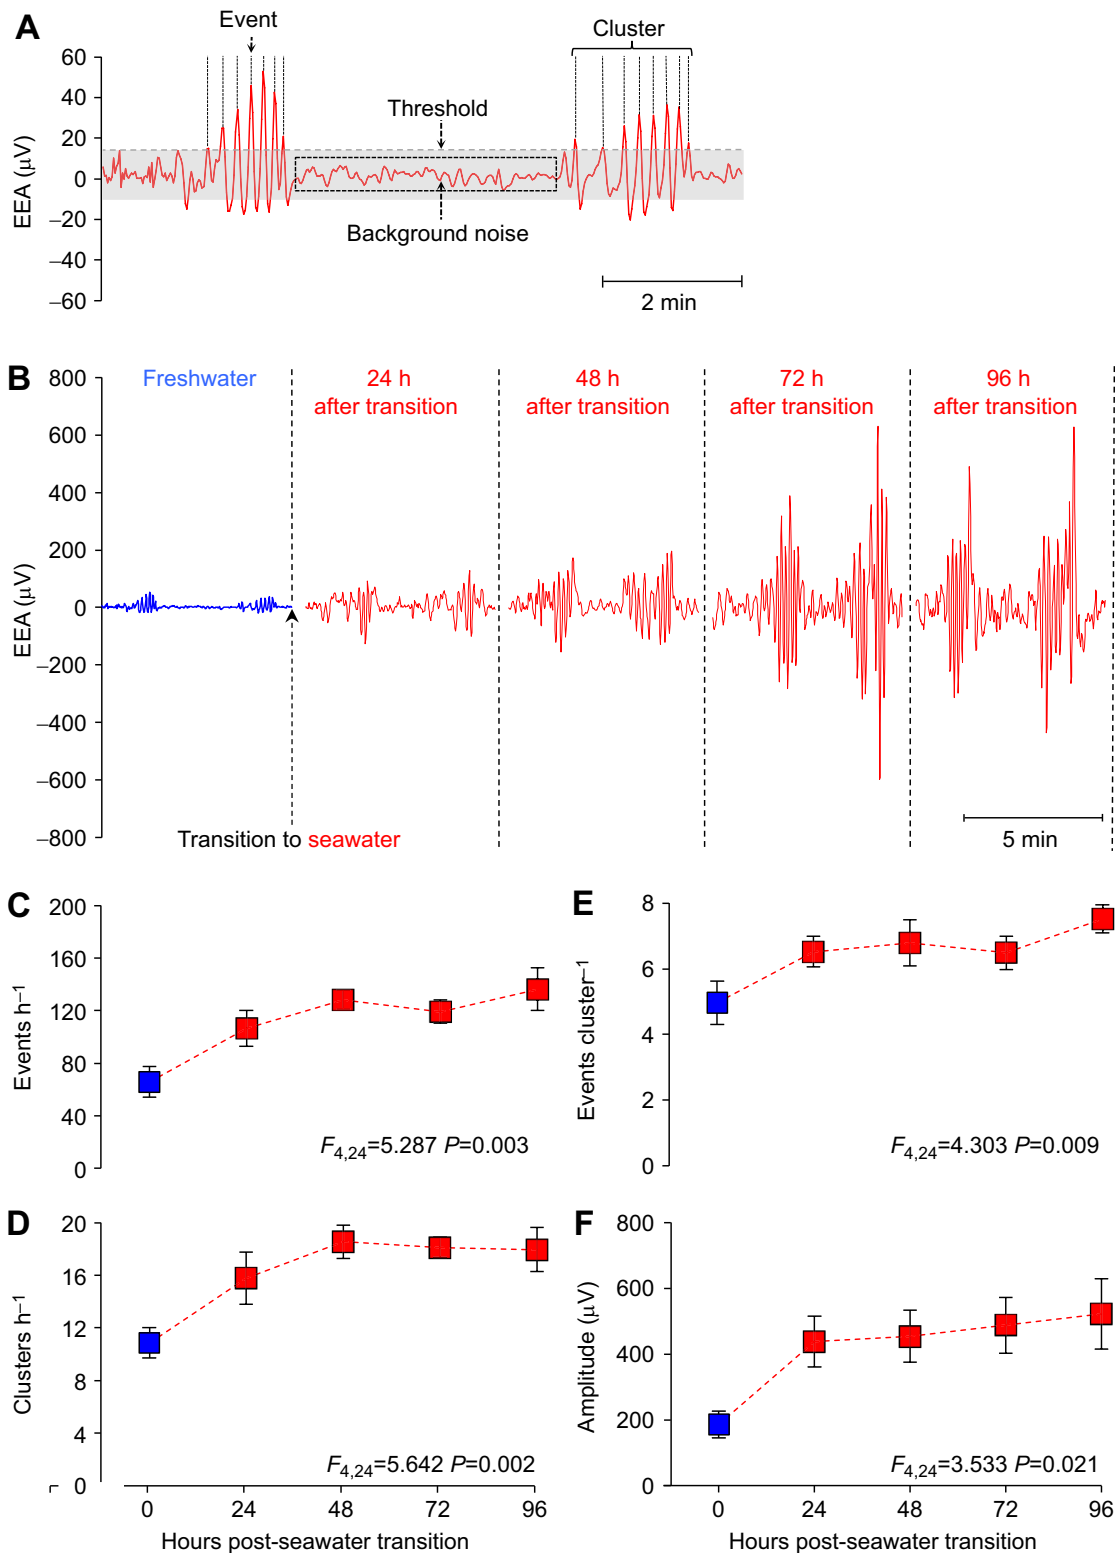 A
Event
Cluster
Threshold
Background noise
EEA (μV)
60
40
20
0
–20
–40
–60
2 min
B
Freshwater
24 h
after transition
48 h
after transition
72 h
after transition
96 h
after transition
EEA (μV)
800
600
400
200
0
–200
–400
–600
–800
Transition to seawater
5 min
C
Events h–1
200
160
120
80
40
0
F4,24=5.287 P=0.003
E
Events cluster–1
8
6
4
2
0
F4,24=4.303 P=0.009
D
Clusters h–1
20
16
12
8
4
0
F4,24=5.642 P=0.002
0 24 48 72 96
Hours post-seawater transition
F
Amplitude (μV)
800
600
400
200
0
F4,24=3.533 P=0.021
0 24 48 72 96
Hours post-seawater transition